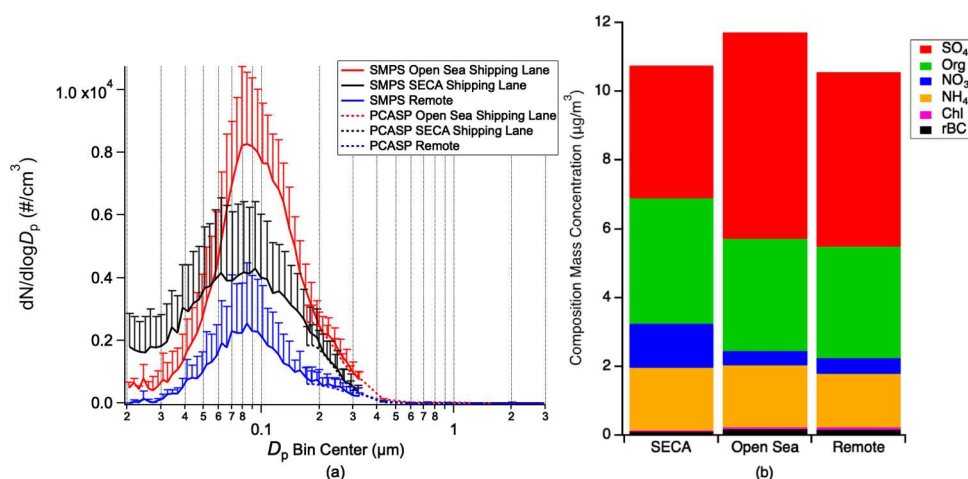 1.0 x10⁴
0.8
0.6
0.4
0.2
0.0
dN/dlogDₚ (#/cm³)
SMPS Open Sea Shipping Lane
SMPS SECA Shipping Lane
SMPS Remote
PCASP Open Sea Shipping Lane
PCASP SECA Shipping Lane
PCASP Remote
2 3 4 5 6 7 8 0.1 2 3 4 5 6 7 8 1 2 3
Dₚ Bin Center (µm)
(a)
12
10
8
6
4
2
0
Composition Mass Concentration (µg/m³)
SO₄
Org
NO₃
NH₄
Chl
rBC
SECA Open Sea Remote
(b)